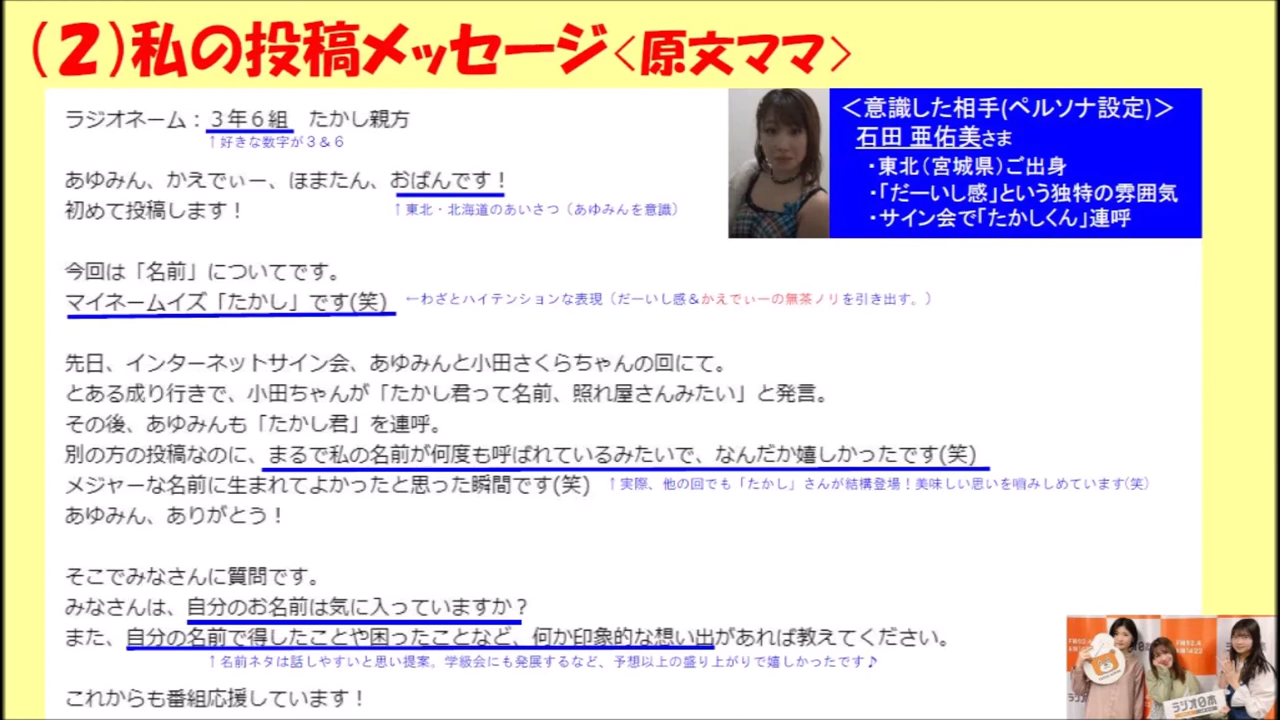 (２)私の投稿メッセージ<原文ママ>
ラジオネーム：３年６組　たかし親方
↑好きな数字が３＆６
あゆみん、かえでぃー、ほまたん、おばんです！
初めて投稿します！
↑東北・北海道のあいさつ（あゆみんを意識）
＜意識した相手(ペルソナ設定)＞
石田 亜佑美さま
・東北（宮城県）ご出身
・「だーいし感」という独特の雰囲気
・サイン会で「たかしくん」連呼
今回は「名前」についてです。
マイネームイズ「たかし」です(笑)
←わざとハイテンションな表現（だーいし感＆かえでぃーの無茶ノリを引き出す。）
先日、インターネットサイン会、あゆみんと小田さくらちゃんの回にて。
とある成り行きで、小田ちゃんが「たかし君って名前、照れ屋さんみたい」と発言。
その後、あゆみんも「たかし君」を連呼。
別の方の投稿なのに、まるで私の名前が何度も呼ばれているみたいで、なんだか嬉しかったです(笑)
メジャーな名前に生まれてよかったと思った瞬間です(笑)
↑実際、他の回でも「たかし」さんが結構登場！美味しい思いを噛みしめています(笑)
あゆみん、ありがとう！
そこでみなさんに質問です。
みなさんは、自分のお名前は気に入っていますか？
また、自分の名前で得したことや困ったことなど、何か印象的な想い出があれば教えてください。
↑名前ネタは話しやすいと思い提案。学級会にも発展するなど、予想以上の盛り上がりで嬉しかったです♪
これからも番組応援しています！
ラジオ日本